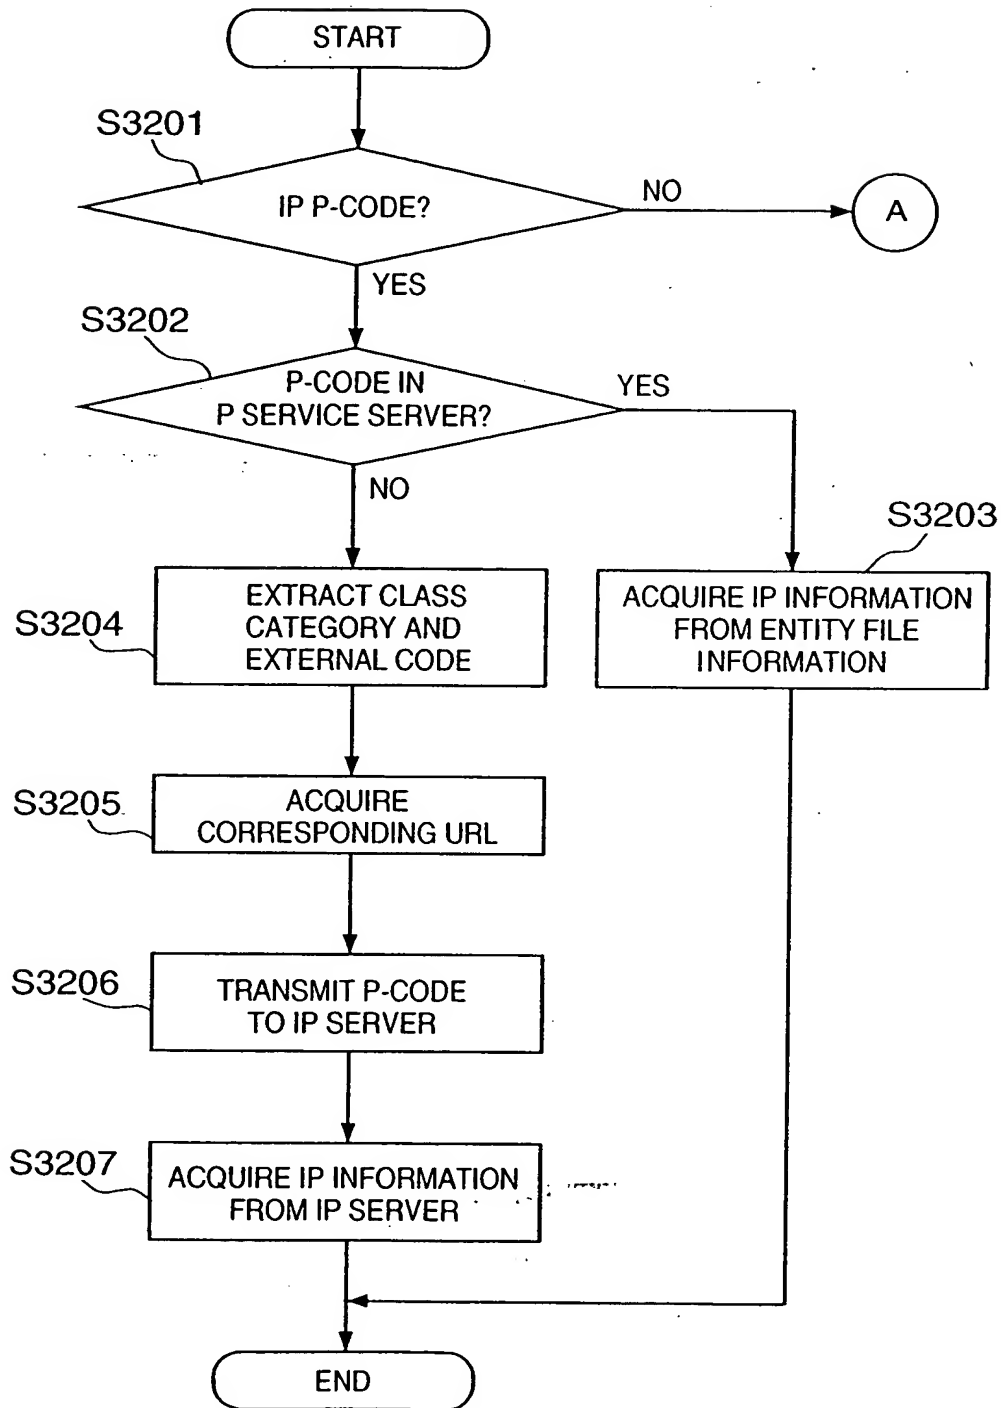 START
S3201
IP P-CODE?
NO
A
YES
S3202
P-CODE IN
P SERVICE SERVER?
YES
NO
S3203
ACQUIRE IP INFORMATION
FROM ENTITY FILE
INFORMATION
S3204
EXTRACT CLASS
CATEGORY AND
EXTERNAL CODE
S3205
ACQUIRE
CORRESPONDING URL
S3206
TRANSMIT P-CODE
TO IP SERVER
S3207
ACQUIRE IP INFORMATION
FROM IP SERVER
END